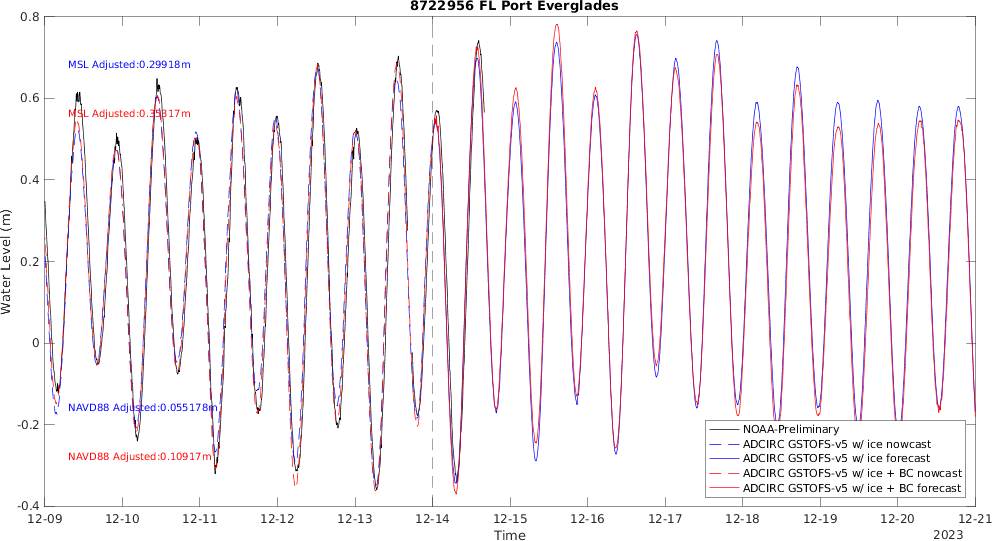 8722956 FL Port Everglades
0.8
0.6
0.4
0.2
0
-0.2
-0.4
Water Level (m)
MSL Adjusted:0.29918m
MSL Adjusted:0.35317m
NAVD88 Adjusted:0.055178m
NAVD88 Adjusted:0.10917m
NOAA-Preliminary
ADCIRC GSTOFS-v5 w/ ice nowcast
ADCIRC GSTOFS-v5 w/ ice forecast
ADCIRC GSTOFS-v5 w/ ice + BC nowcast
ADCIRC GSTOFS-v5 w/ ice + BC forecast
12-09 12-10 12-11 12-12 12-13 12-14 12-15 12-16 12-17 12-18 12-19 12-20 12-21
Time
2023